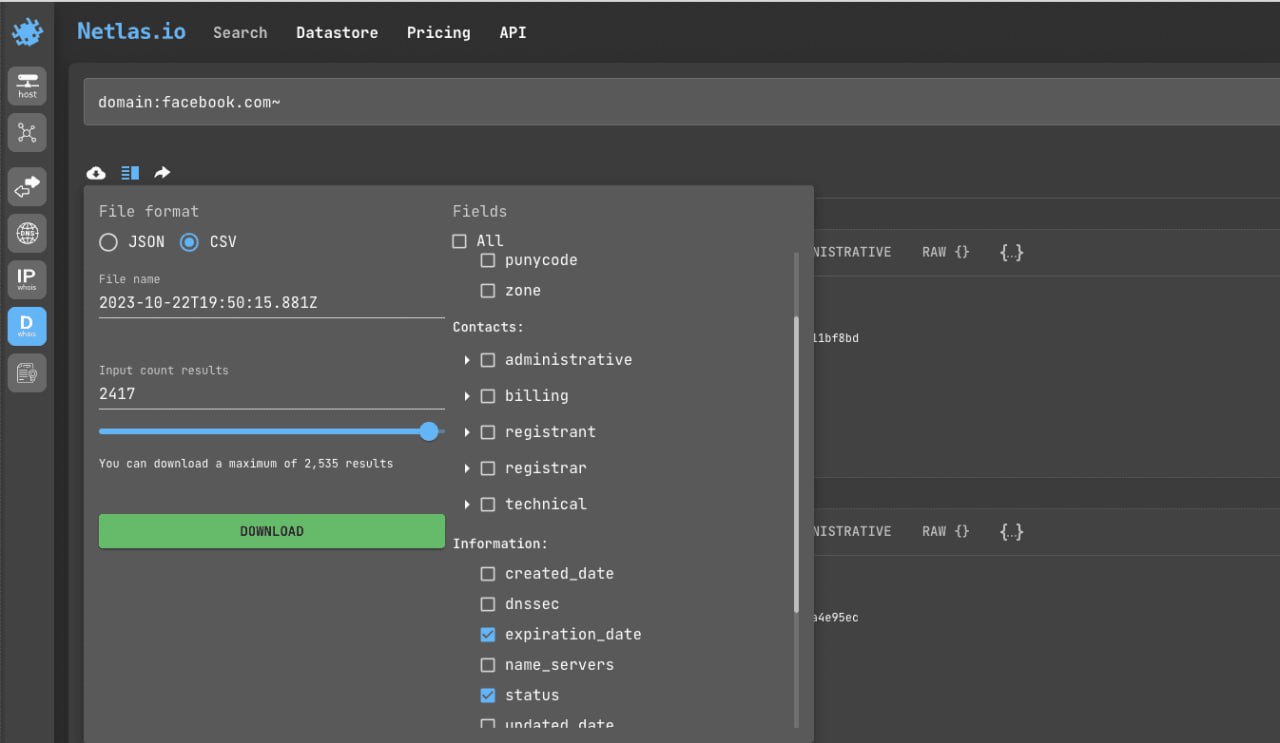 Netlas.io Search Datastore Pricing API
host
domain:facebook.com~
DNS
IP
whois
D
whois
File format
JSON CSV
File name
2023-10-22T19:50:15.881Z
Input count results
2417
You can download a maximum of 2,535 results
DOWNLOAD
Fields
All
punycode
zone
Contacts:
administrative
billing
registrant
registrar
technical
Information:
created_date
dnssec
expiration_date
name_servers
status
updated_date
NISTRATIVE RAW {} {..}
11bf8bd
NISTRATIVE RAW {} {..}
a4e95ec